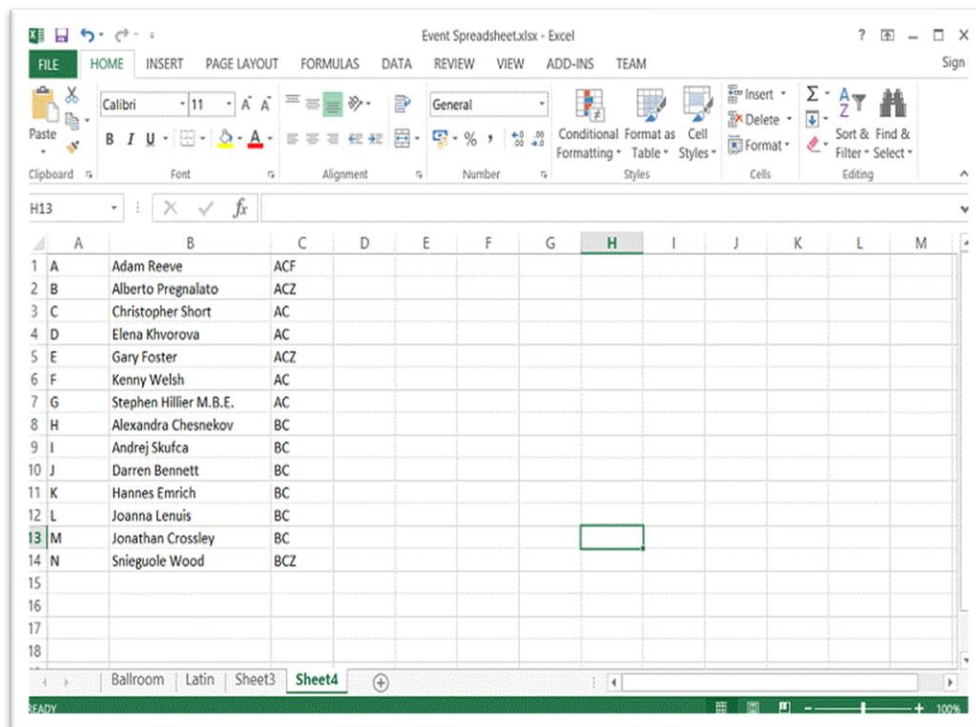 Event Spreadsheet.xlsx - Excel
?
FILE HOME INSERT PAGE LAYOUT FORMULAS DATA REVIEW VIEW ADD-INS TEAM Sign
Calibri 11 A A General Insert
Paste B I U A % , Conditional Format as Cell Delete Sort & Find &
Formatting Table Styles Format Filter Select
Clipboard Font Alignment Number Styles Cells Editing
H13 fx
A B C D E F G H I J K L M
1 A Adam Reeve ACF
2 B Alberto Pregnalato ACZ
3 C Christopher Short AC
4 D Elena Khvorova AC
5 E Gary Foster ACZ
6 F Kenny Welsh AC
7 G Stephen Hillier M.B.E. AC
8 H Alexandra Chesnekov BC
9 I Andrej Skufca BC
10 J Darren Bennett BC
11 K Hannes Emrich BC
12 L Joanna Lenuis BC
13 M Jonathan Crossley BC
14 N Snieguole Wood BCZ
15
16
17
18
Ballroom Latin Sheet3 Sheet4
EADY 100%